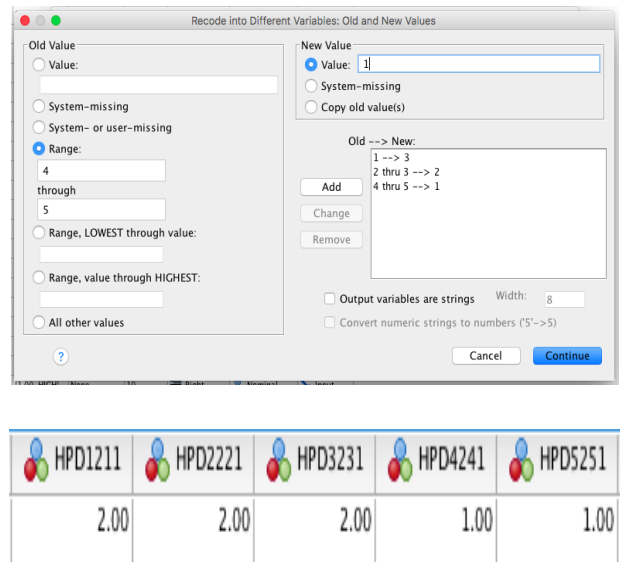 Recode into Different Variables: Old and New Values
Old Value
Value:
System-missing
System- or user-missing
Range:
4
through
5
Range, LOWEST through value:
Range, value through HIGHEST:
All other values
New Value
Value: 1
System-missing
Copy old value(s)
Old --> New:
1 --> 3
2 thru 3 --> 2
4 thru 5 --> 1
Add
Change
Remove
Output variables are strings Width: 8
Convert numeric strings to numbers ('5'->5)
? Cancel Continue
HPD1211 HPD2221 HPD3231 HPD4241 HPD5251
2.00 2.00 2.00 1.00 1.00